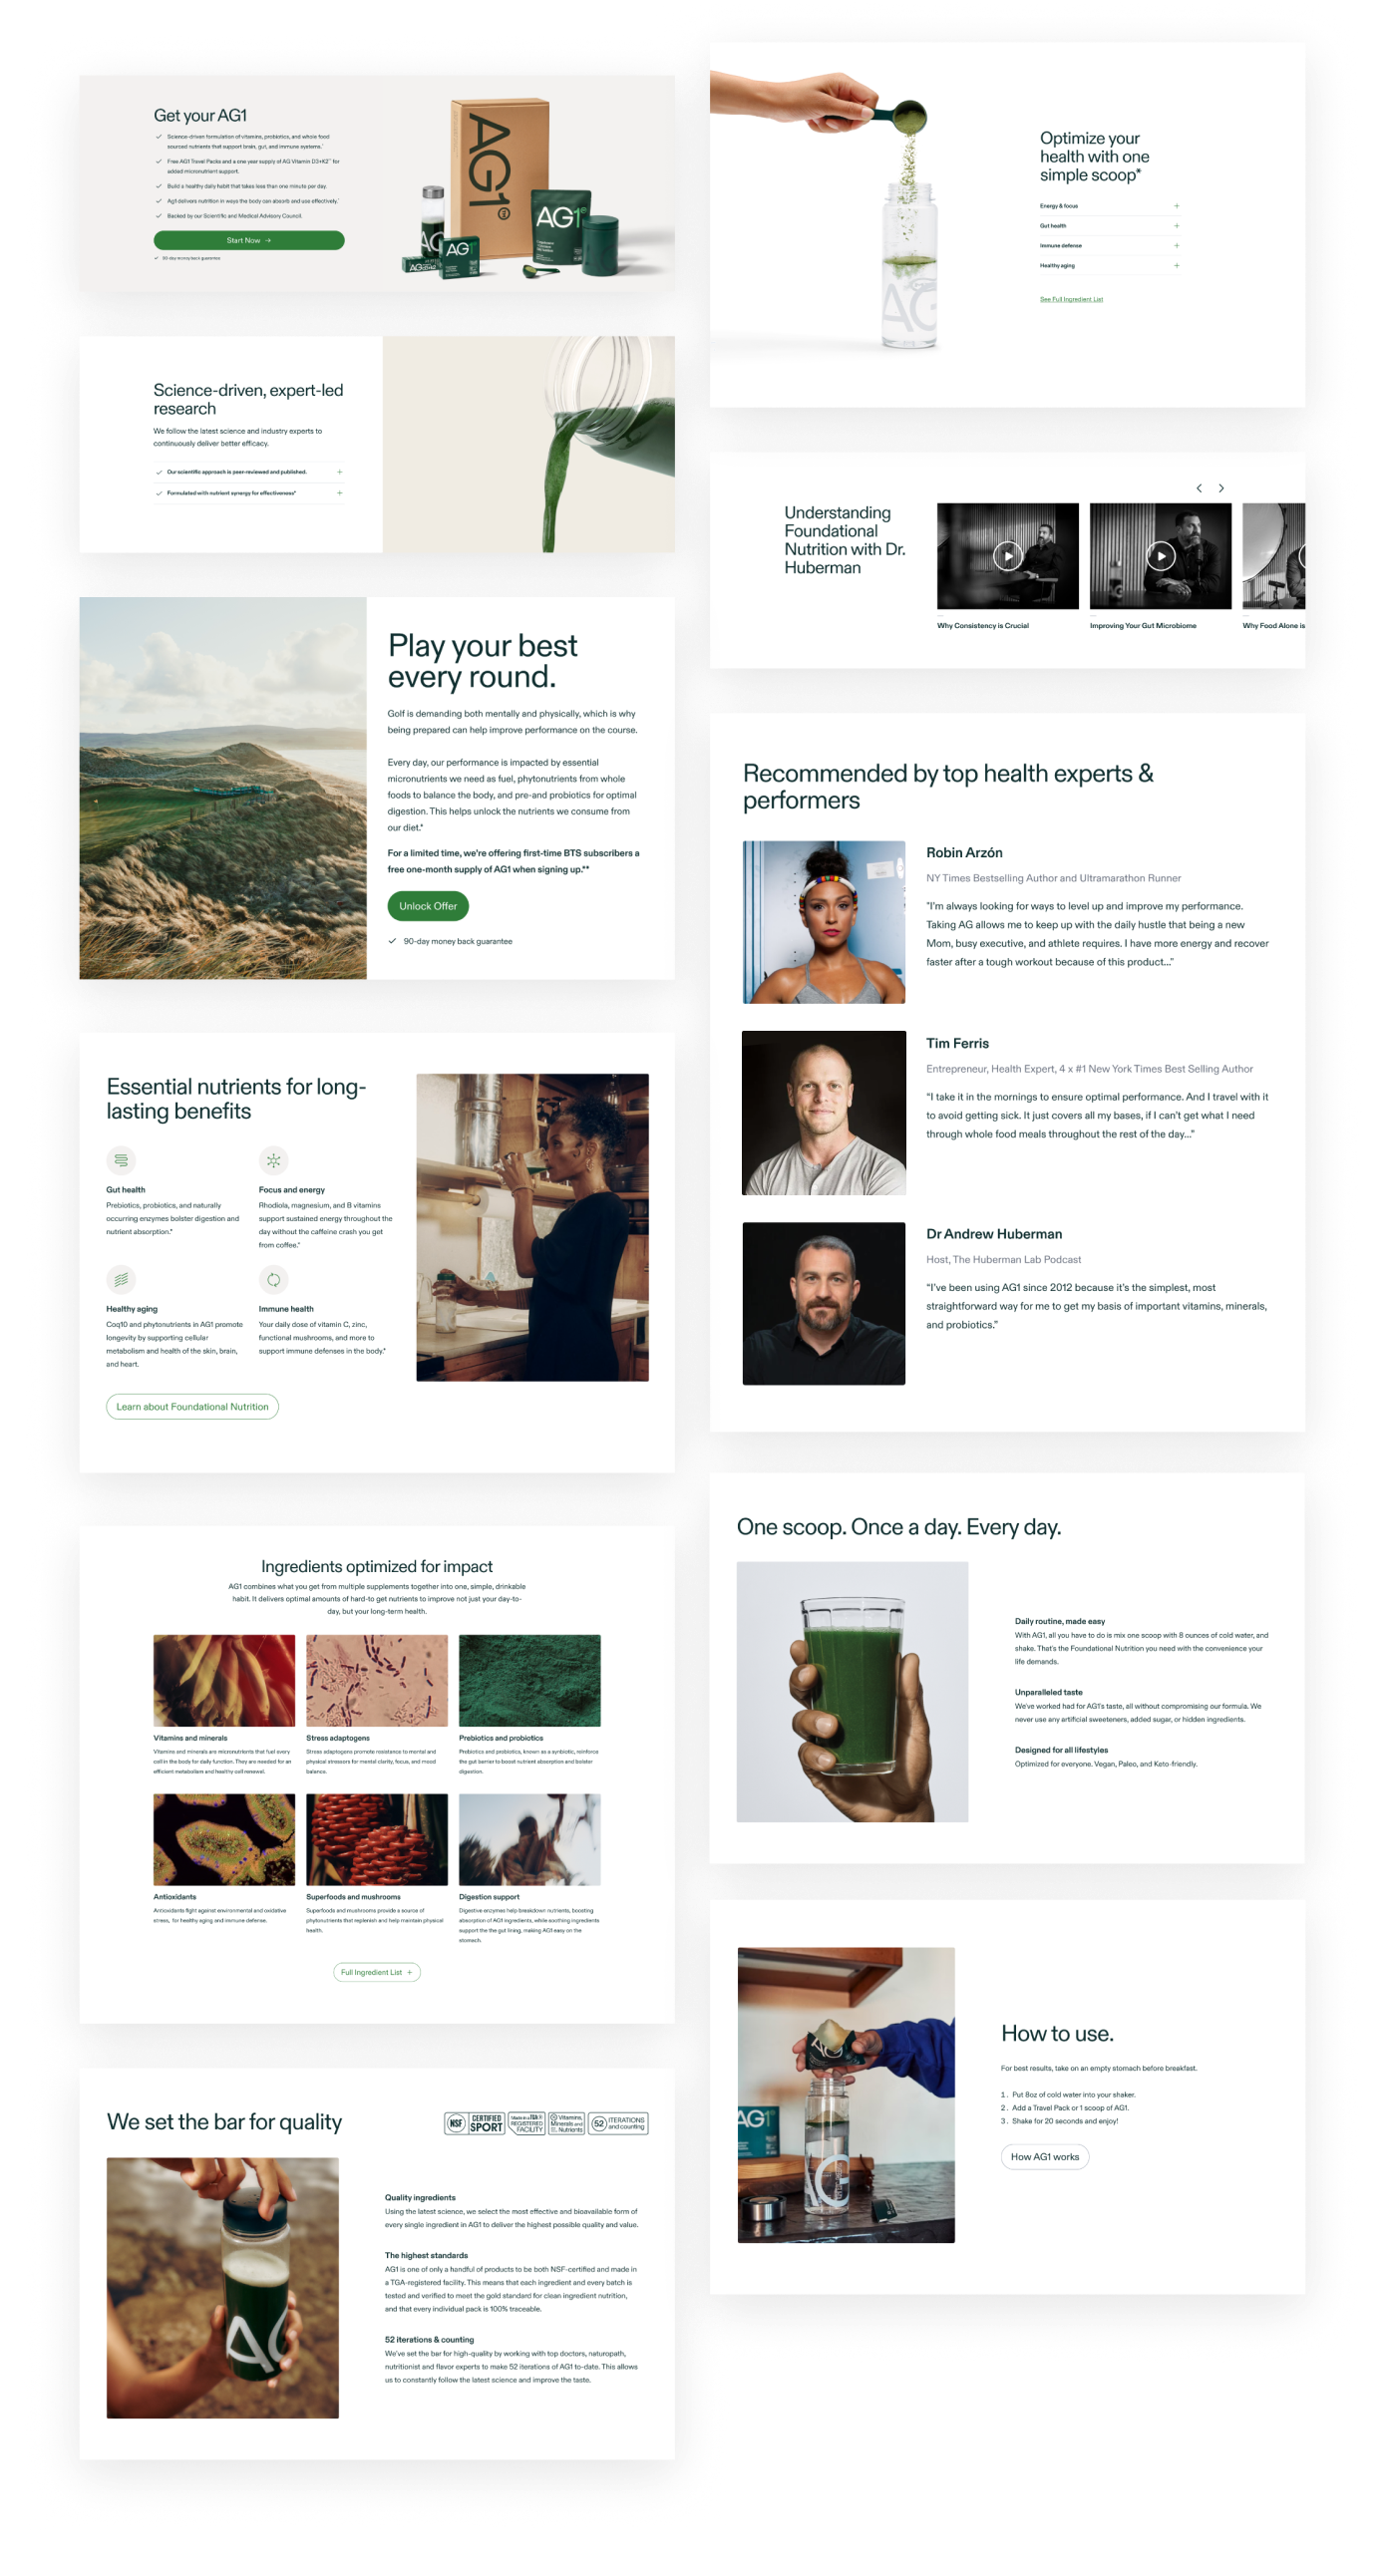 Get your AG1
Science-driven formulation of vitamins, probiotics, and whole food
sourced nutrients that support brain, gut, and immune systems.*
Free AG1 Travel Packs and a one year supply of AG Vitamin D3+K2* for
added micronutrient support.
Build a healthy daily habit that takes less than one minute per day.
Ag1 delivers nutrition in ways the body can absorb and use effectively.*
Backed by our Scientific and Medical Advisory Council.
Start Now →
90-day money back guarantee
AG1
AG1
AG1
AG1
AG
Science-driven, expert-led
research
We follow the latest science and industry experts to
continuously deliver better efficacy.
Our scientific approach is peer-reviewed and published.
Formulated with nutrient synergy for effectiveness*
Play your best
every round.
Golf is demanding both mentally and physically, which is why
being prepared can help improve performance on the course.
Every day, our performance is impacted by essential
micronutrients we need as fuel, phytonutrients from whole
foods to balance the body, and pre-and probiotics for optimal
digestion. This helps unlock the nutrients we consume from
our diet.*
For a limited time, we're offering first-time BTS subscribers a
free one-month supply of AG1 when signing up.**
Unlock Offer
90-day money back guarantee
Essential nutrients for long-
lasting benefits
Gut health
Prebiotics, probiotics, and naturally
occurring enzymes bolster digestion and
nutrient absorption.*
Focus and energy
Rhodiola, magnesium, and B vitamins
support sustained energy throughout the
day without the caffeine crash you get
from coffee.*
Healthy aging
Coq10 and phytonutrients in AG1 promote
longevity by supporting cellular
metabolism and health of the skin, brain,
and heart.
Immune health
Your daily dose of vitamin C, zinc,
functional mushrooms, and more to
support immune defenses in the body.*
Learn about Foundational Nutrition
Ingredients optimized for impact
AG1 combines what you get from multiple supplements together into one, simple, drinkable
habit. It delivers optimal amounts of hard-to get nutrients to improve not just your day-to-
day, but your long-term health.
Vitamins and minerals
Vitamins and minerals are micronutrients that fuel every
cell in the body for daily function. They are needed for an
efficient metabolism and healthy cell renewal.
Stress adaptogens
Stress adaptogens promote resistance to mental and
physical stressors for mental clarity, focus, and mood
balance.
Prebiotics and probiotics
Prebiotics and probiotics, known as a synbiotic, reinforce
the gut barrier to boost nutrient absorption and bolster
digestion.
Antioxidants
Antioxidants fight against environmental and oxidative
stress, for healthy aging and immune defense.
Superfoods and mushrooms
Superfoods and mushrooms provide a source of
phytonutrients that replenish and help maintain physical
health.
Digestion support
Digestive enzymes help breakdown nutrients, boosting
absorption of AG1 ingredients, while soothing ingredients
support the the gut lining, making AG1 easy on the
stomach.
Full Ingredient List +
We set the bar for quality
NSF CERTIFIED SPORT
Made in a TGA REGISTERED FACILITY
Vitamins, Minerals and Nutrients
52 ITERATIONS and counting
AG
Quality ingredients
Using the latest science, we select the most effective and bioavailable form of
every single ingredient in AG1 to deliver the highest possible quality and value.
The highest standards
AG1 is one of only a handful of products to be both NSF-certified and made in
a TGA-registered facility. This means that each ingredient and every batch is
tested and verified to meet the gold standard for clean ingredient nutrition,
and that every individual pack is 100% traceable.
52 iterations & counting
We've set the bar for high-quality by working with top doctors, naturopath,
nutritionist and flavor experts to make 52 iterations of AG1 to-date. This allows
us to constantly follow the latest science and improve the taste.
AG
Optimize your
health with one
simple scoop*
Energy & focus
Gut health
Immune defense
Healthy aging
See Full Ingredient List
Understanding
Foundational
Nutrition with Dr.
Huberman
Why Consistency is Crucial
Improving Your Gut Microbiome
Why Food Alone is
Recommended by top health experts &
performers
Robin Arzón
NY Times Bestselling Author and Ultramarathon Runner
"I'm always looking for ways to level up and improve my performance.
Taking AG allows me to keep up with the daily hustle that being a new
Mom, busy executive, and athlete requires. I have more energy and recover
faster after a tough workout because of this product..."
Tim Ferris
Entrepreneur, Health Expert, 4 x #1 New York Times Best Selling Author
"I take it in the mornings to ensure optimal performance. And I travel with it
to avoid getting sick. It just covers all my bases, if I can't get what I need
through whole food meals throughout the rest of the day..."
Dr Andrew Huberman
Host, The Huberman Lab Podcast
"I've been using AG1 since 2012 because it's the simplest, most
straightforward way for me to get my basis of important vitamins, minerals,
and probiotics."
One scoop. Once a day. Every day.
Daily routine, made easy
With AG1, all you have to do is mix one scoop with 8 ounces of cold water, and
shake. That's the Foundational Nutrition you need with the convenience your
life demands.
Unparalleled taste
We've worked had for AG1's taste, all without compromising our formula. We
never use any artificial sweeteners, added sugar, or hidden ingredients.
Designed for all lifestyles
Optimized for everyone. Vegan, Paleo, and Keto-friendly.
AG
AG1
AG
How to use.
For best results, take on an empty stomach before breakfast.
1. Put 8oz of cold water into your shaker.
2. Add a Travel Pack or 1 scoop of AG1.
3. Shake for 20 seconds and enjoy!
How AG1 works